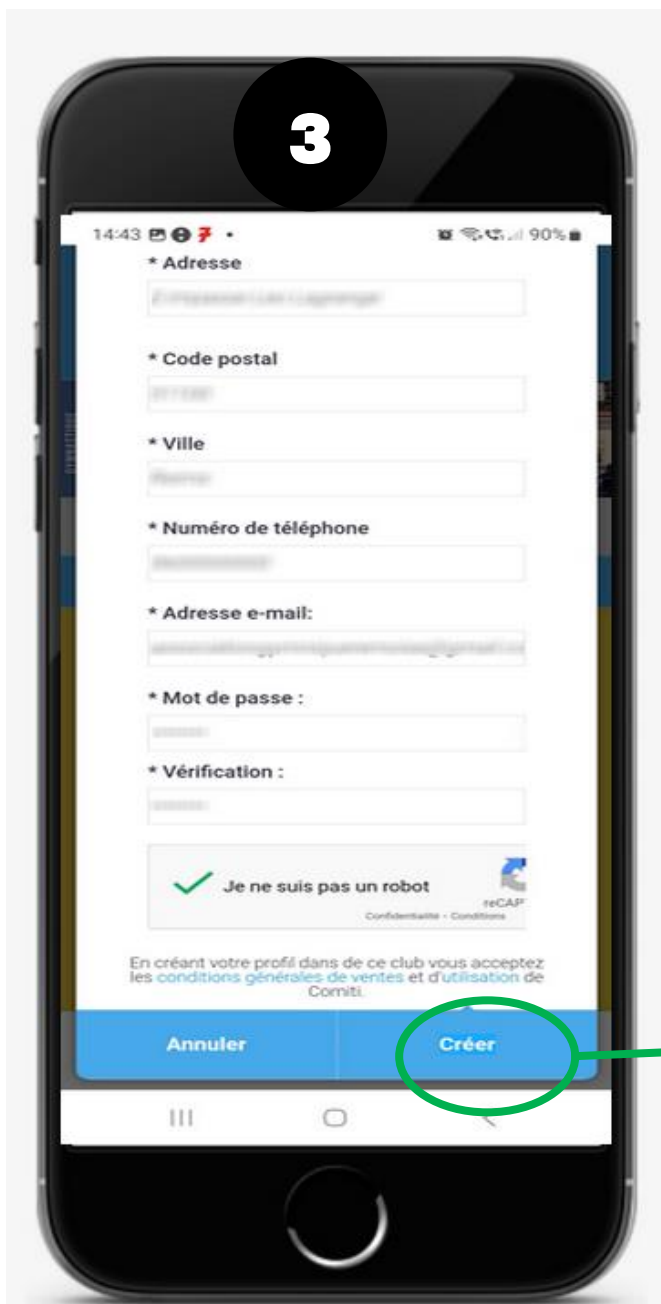 3
14:43 90%
* Adresse
* Code postal
* Ville
* Numéro de téléphone
* Adresse e-mail:
* Mot de passe :
* Vérification :
Je ne suis pas un robot
reCAP
Confidentialité - Conditions
En créant votre profil dans de ce club vous acceptez
les conditions générales de ventes et d'utilisation de
Comiti.
Annuler Créer